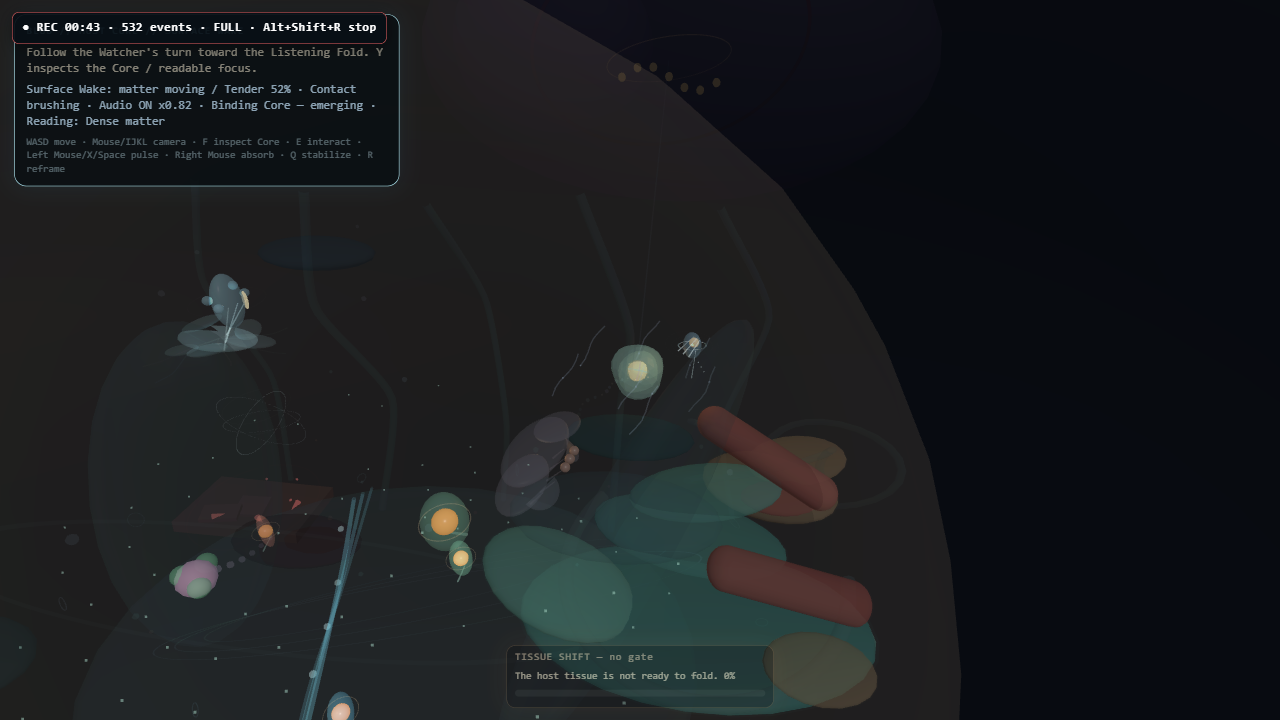 ● REC 00:43 · 532 events · FULL · Alt+Shift+R stop
Follow the Watcher's turn toward the Listening Fold. Y
inspects the Core / readable focus.
Surface Wake: matter moving / Tender 52% · Contact
brushing · Audio ON x0.82 · Binding Core — emerging ·
Reading: Dense matter
WASD move · Mouse/IJKL camera · F inspect Core · E interact ·
Left Mouse/X/Space pulse · Right Mouse absorb · Q stabilize · R
reframe
TISSUE SHIFT — no gate
The host tissue is not ready to fold. 0%